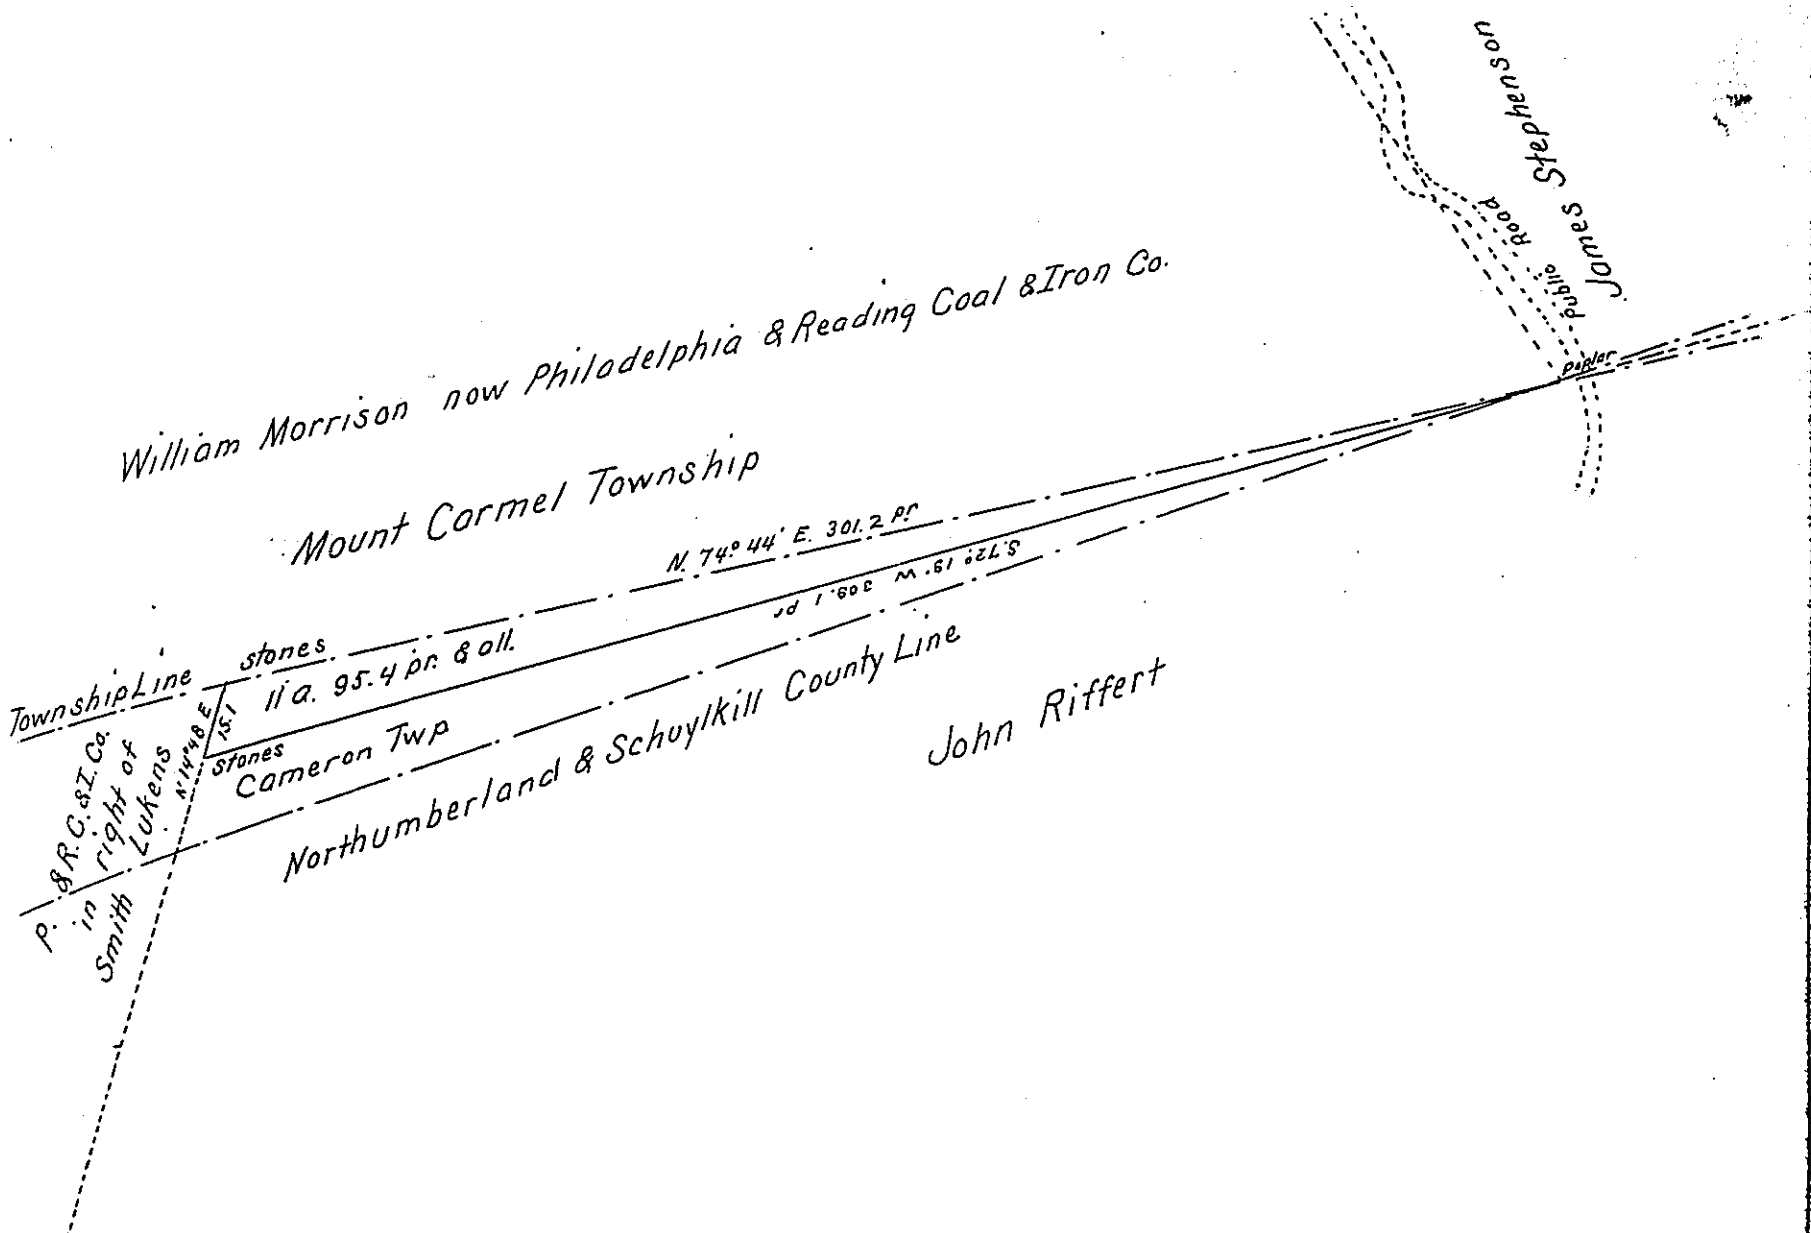 James Stephenson
Public Road
William Morrison now Philadelphia & Reading Coal & Iron Co.
Poplar
Mount Carmel Township
N. 74° 44' E. 301.2 pr
S. 72° 19' W 309.1 pr
Township Line
stones
11 a. 95.4 pr. & all.
N 14° 48 E
15.1
Stones
Cameron Twp
Northumberland & Schuylkill County Line
John Riffert
P. & R. C. & I. Co.
in right of
Smith Lukens